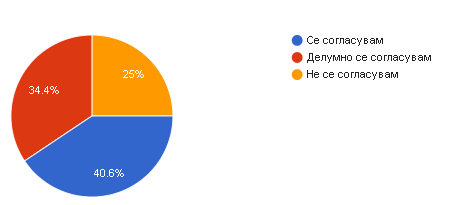 Се согласувам
Делумно се согласувам
Не се согласувам
25%
34.4%
40.6%